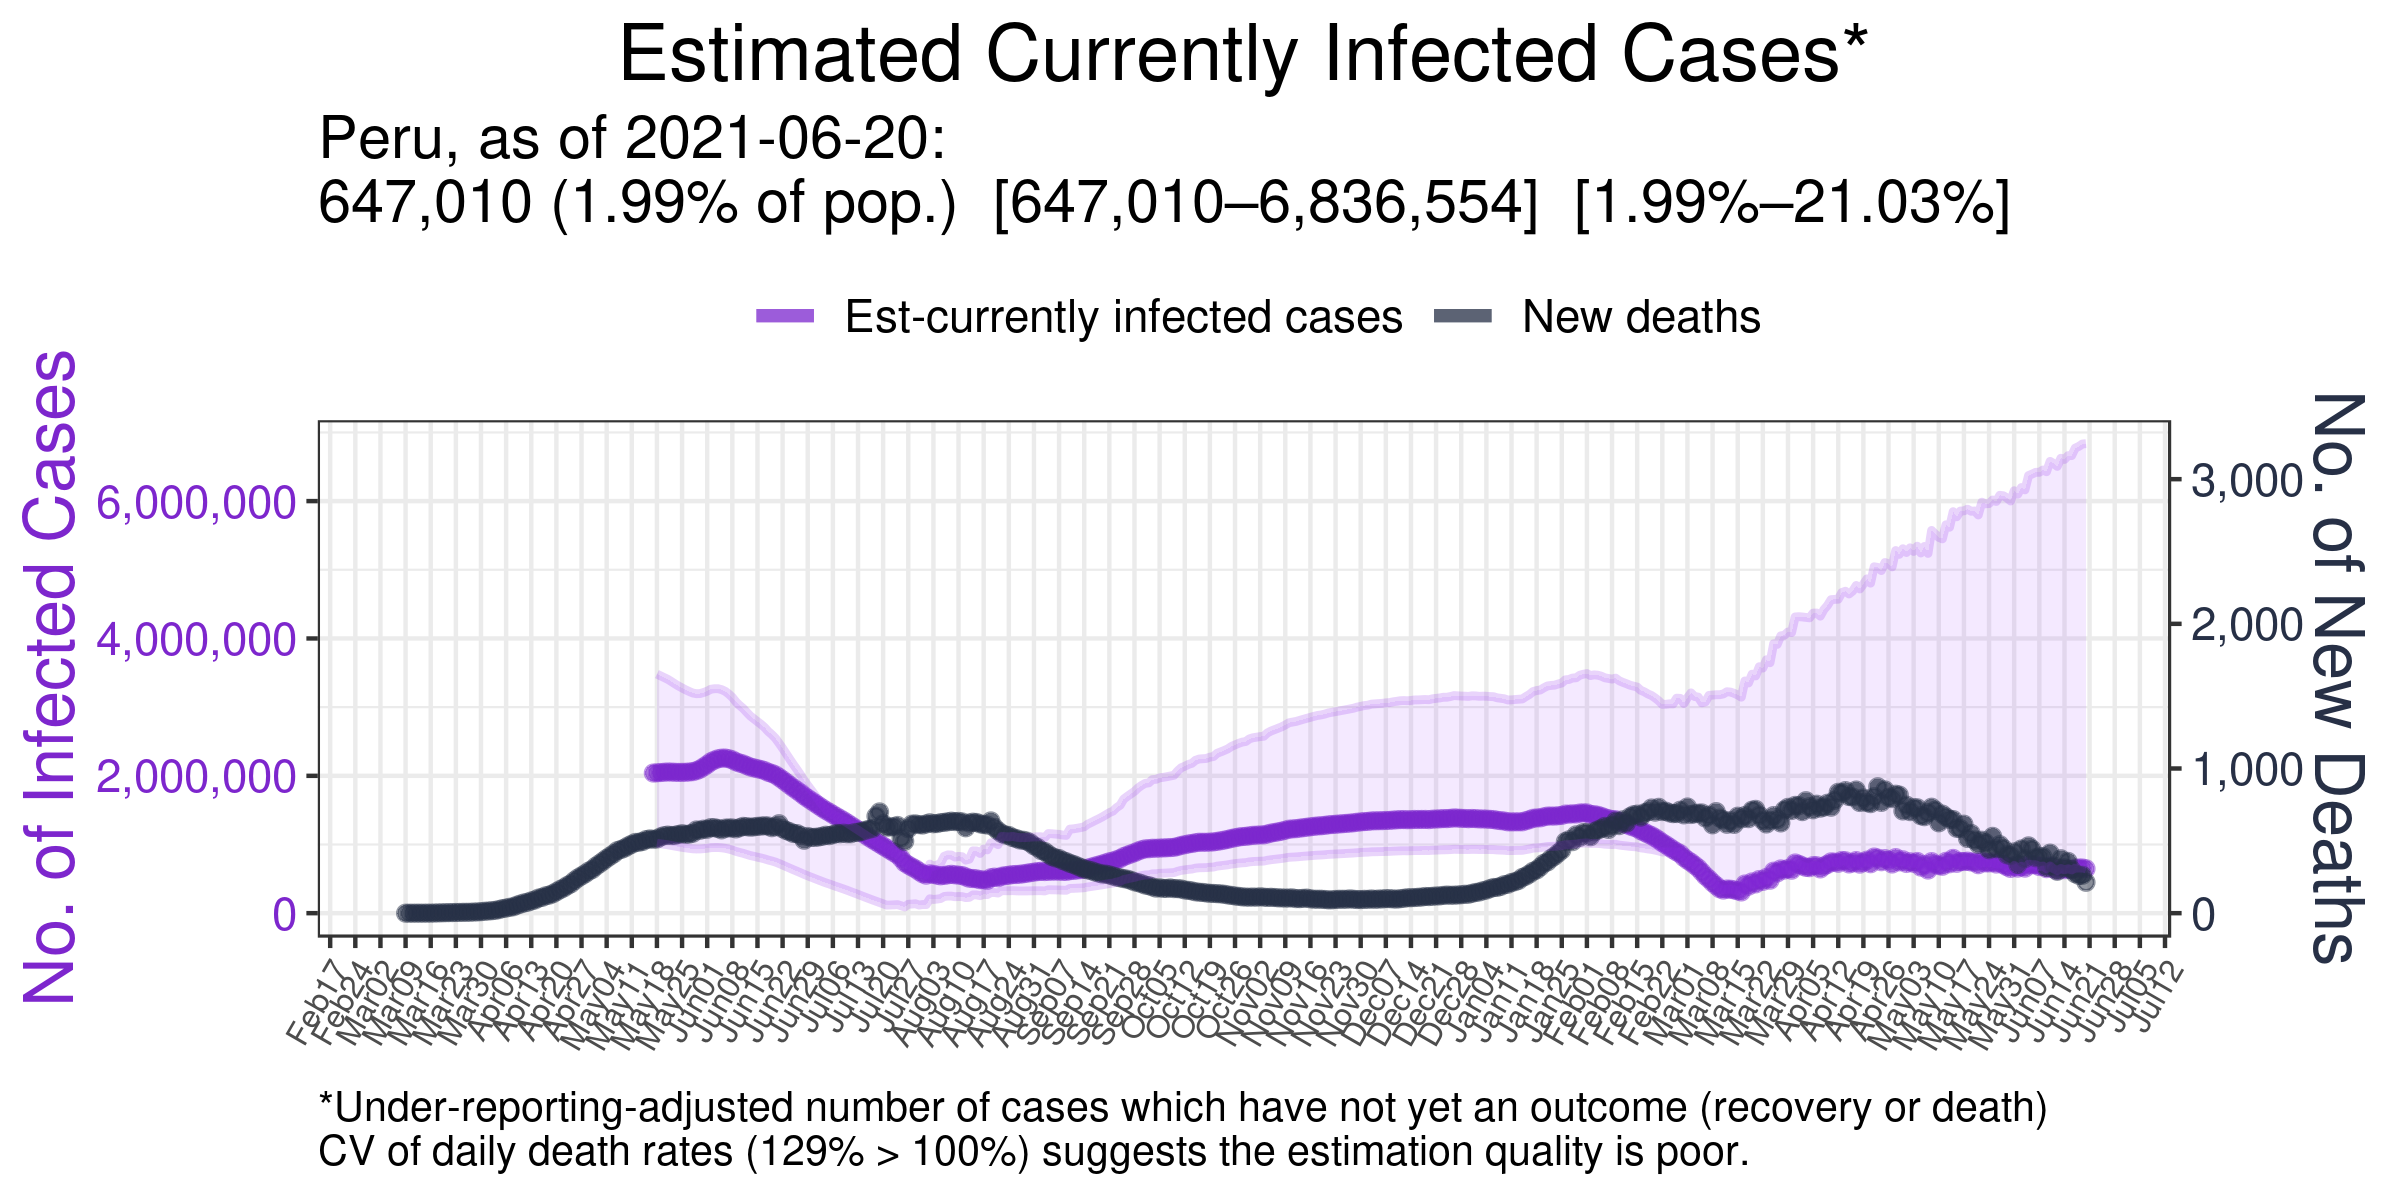 Estimated Currently Infected Cases*
Peru, as of 2021-06-20:
647,010 (1.99% of pop.)  [647,010–6,836,554]  [1.99%–21.03%]
Est-currently infected cases
New deaths
No. of Infected Cases
6,000,000
4,000,000
2,000,000
0
3,000
2,000
1,000
0
No. of New Deaths
Feb17
Feb24
Mar02
Mar09
Mar16
Mar23
Mar30
Apr06
Apr13
Apr20
Apr27
May04
May11
May18
May25
Jun01
Jun08
Jun15
Jun22
Jun29
Jul06
Jul13
Jul20
Jul27
Aug03
Aug10
Aug17
Aug24
Aug31
Sep07
Sep14
Sep21
Sep28
Oct05
Oct12
Oct19
Oct26
Nov02
Nov09
Nov16
Nov23
Nov30
Dec07
Dec14
Dec21
Dec28
Jan04
Jan11
Jan18
Jan25
Feb01
Feb08
Feb15
Feb22
Mar01
Mar08
Mar15
Mar22
Mar29
Apr05
Apr12
Apr19
Apr26
May03
May10
May17
May24
May31
Jun07
Jun14
Jun21
Jun28
Jul05
Jul12
*Under-reporting-adjusted number of cases which have not yet an outcome (recovery or death)
CV of daily death rates (129% > 100%) suggests the estimation quality is poor.